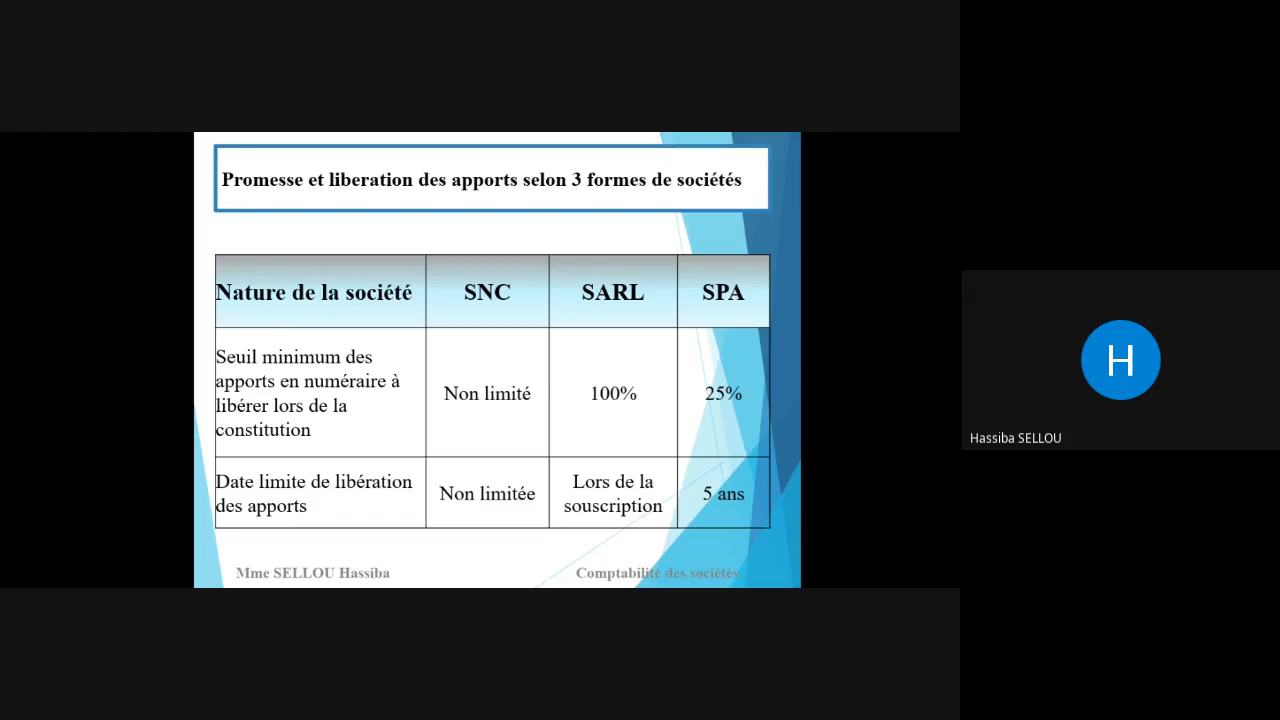 Promesse et liberation des apports selon 3 formes de sociétés
Nature de la société SNC SARL SPA
Seuil minimum des
apports en numéraire à
libérer lors de la
constitution
Non limité 100% 25%
Date limite de libération
des apports
Non limitée
Lors de la
souscription
5 ans
Mme SELLOU Hassiba Comptabilité des sociétés
H
Hassiba SELLOU